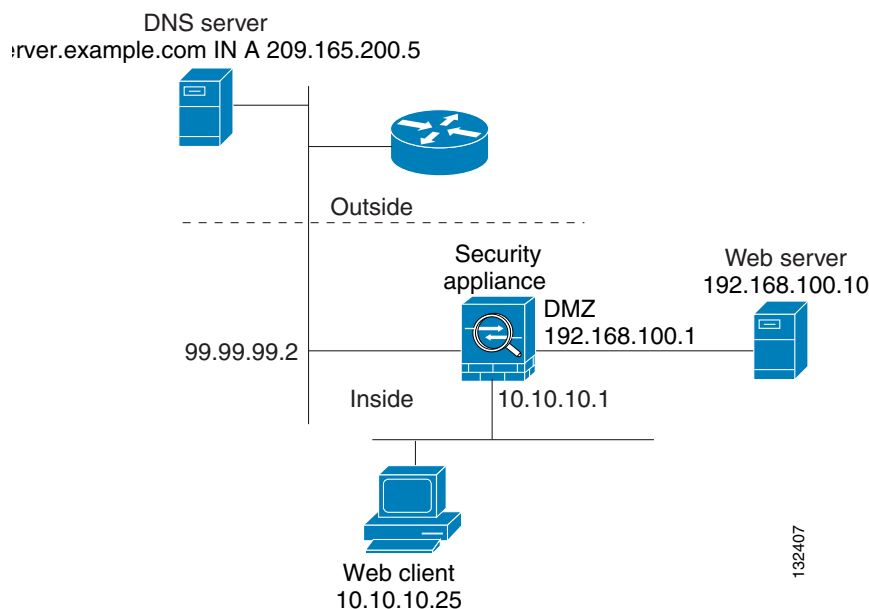 DNS server
erver.example.com IN A 209.165.200.5
Outside
Security
appliance
Web server
192.168.100.10
DMZ
192.168.100.1
99.99.99.2
Inside
10.10.10.1
Web client
10.10.10.25
132407